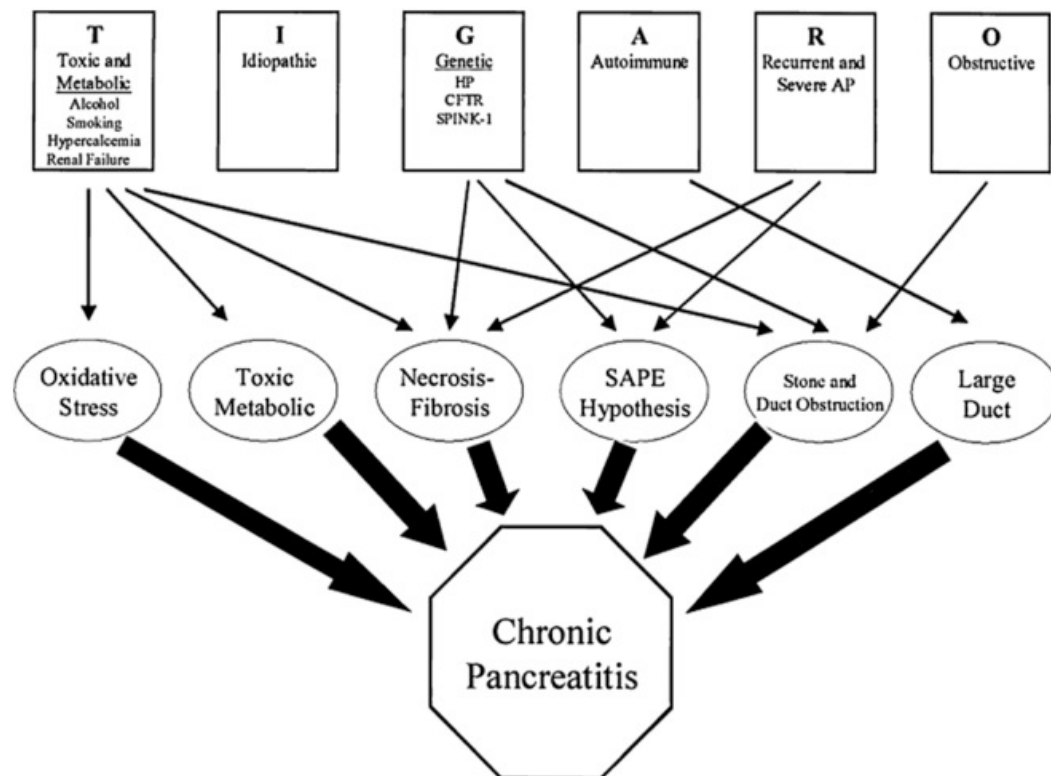 T
Toxic and
Metabolic
Alcohol
Smoking
Hypercalcemia
Renal Failure
I
Idiopathic
G
Genetic
HP
CFTR
SPINK-1
A
Autoimmune
R
Recurrent and
Severe AP
O
Obstructive
Oxidative
Stress
Toxic
Metabolic
Necrosis-
Fibrosis
SAPE
Hypothesis
Stone and
Duct Obstruction
Large
Duct
Chronic
Pancreatitis